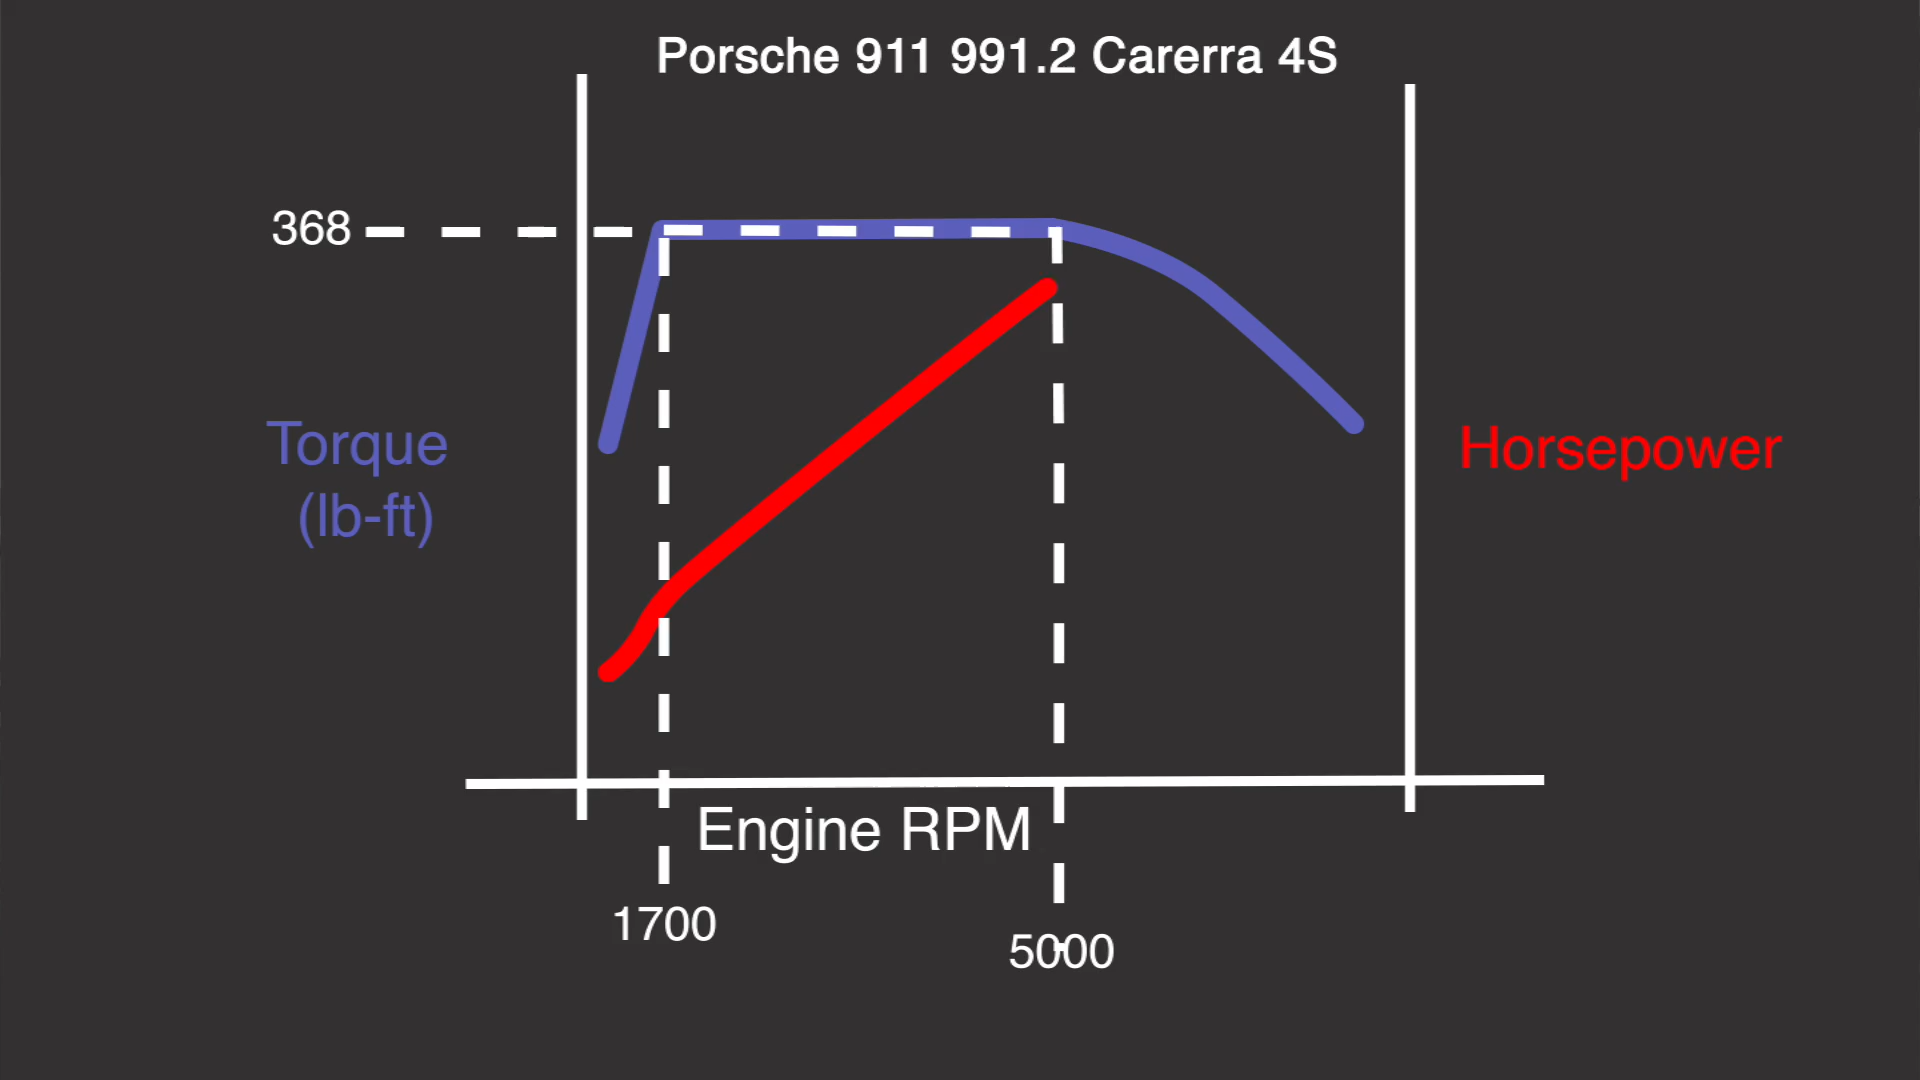 Porsche 911 991.2 Carerra 4S
368
Torque
(lb-ft)
Horsepower
Engine RPM
1700
5000